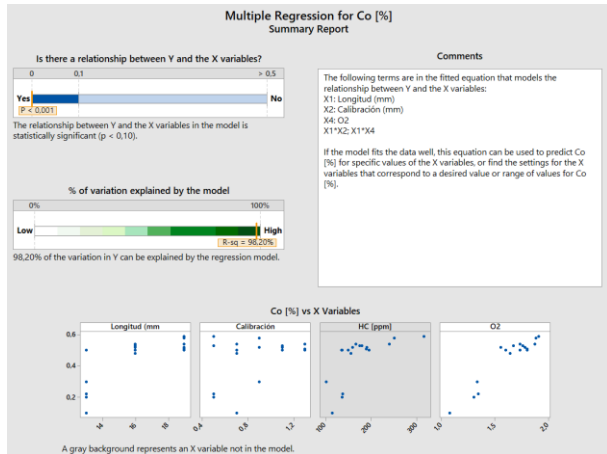 Multiple Regression for Co [%]
Summary Report
Is there a relationship between Y and the X variables?
0 0,1 > 0,5
Yes No
P < 0,001
The relationship between Y and the X variables in the model is
statistically significant (p < 0,10).
% of variation explained by the model
0% 100%
Low High
R-sq = 98,20%
98,20% of the variation in Y can be explained by the regression model.
Comments
The following terms are in the fitted equation that models the
relationship between Y and the X variables:
X1: Longitud (mm)
X2: Calibración (mm)
X4: O2
X1*X2; X1*X4
If the model fits the data well, this equation can be used to predict Co
[%] for specific values of the X variables, or find the settings for the X
variables that correspond to a desired value or range of values for Co
[%].
Co [%] vs X Variables
Longitud (mm Calibración HC [ppm] O2
0,6
0,4
0,2
14 16 18 0,4 0,8 1,2 100 200 300 1,0 1,5 2,0
A gray background represents an X variable not in the model.